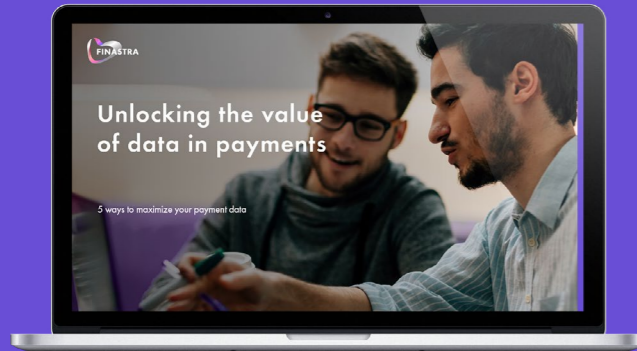 FINASTRA
Unlocking the value
of data in payments
5 ways to maximize your payment data